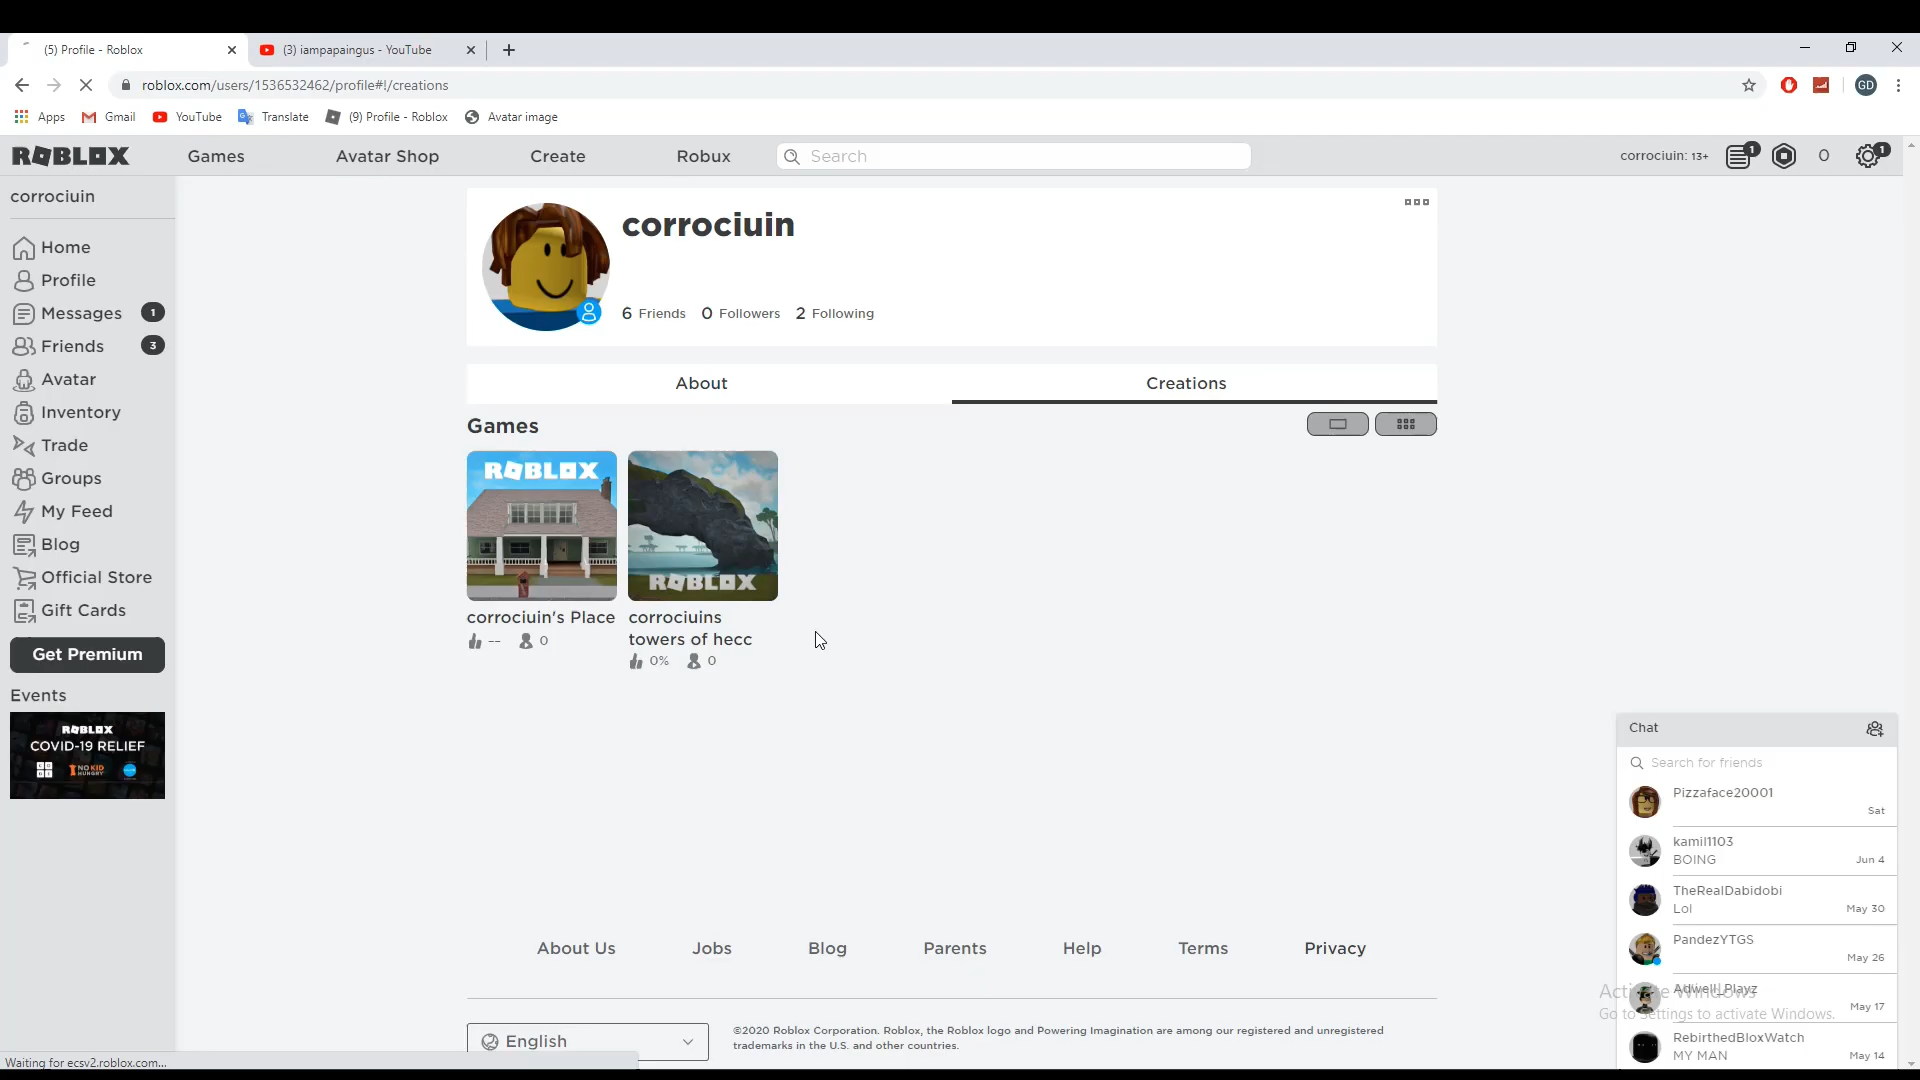 (5) Profile - Roblox
(3) iampapaingus - YouTube
roblox.com/users/1536532462/profile#!/creations
GD
Apps
Gmail
YouTube
Translate
(9) Profile - Roblox
Avatar image
ROBLOX
Games
Avatar Shop
Create
Robux
Search
corrociuin: 13+
1
0
1
corrociuin
Home
Profile
Messages
1
Friends
3
Avatar
Inventory
Trade
Groups
My Feed
Blog
Official Store
Gift Cards
Get Premium
Events
ROBLOX
COVID-19 RELIEF
CODE
NO KID
HUNGRY
corrociuin
6 Friends
0 Followers
2 Following
About
Creations
Games
ROBLOX
ROBLOX
corrociuin's Place
--
0
corrociuins
towers of hecc
0%
0
Chat
Search for friends
Pizzaface20001
Sat
kamil1103
BOING
Jun 4
TheRealDabidobi
Lol
May 30
PandezYTGS
May 26
Adwell_Playz
May 17
RebirthedBloxWatch
MY MAN
May 14
Activate Windows
Go to Settings to activate Windows.
About Us
Jobs
Blog
Parents
Help
Terms
Privacy
English
©2020 Roblox Corporation. Roblox, the Roblox logo and Powering Imagination are among our registered and unregistered
trademarks in the U.S. and other countries.
Waiting for ecsv2.roblox.com...